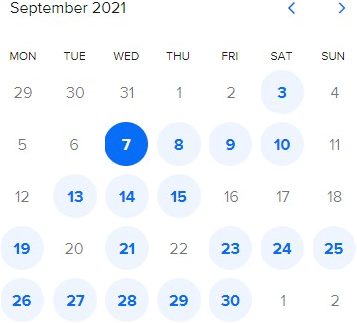 September 2021
MON TUE WED THU FRI SAT SUN
29 30 31 1 2 3 4
5 6 7 8 9 10 11
12 13 14 15 16 17 18
19 20 21 22 23 24 25
26 27 28 29 30 1 2